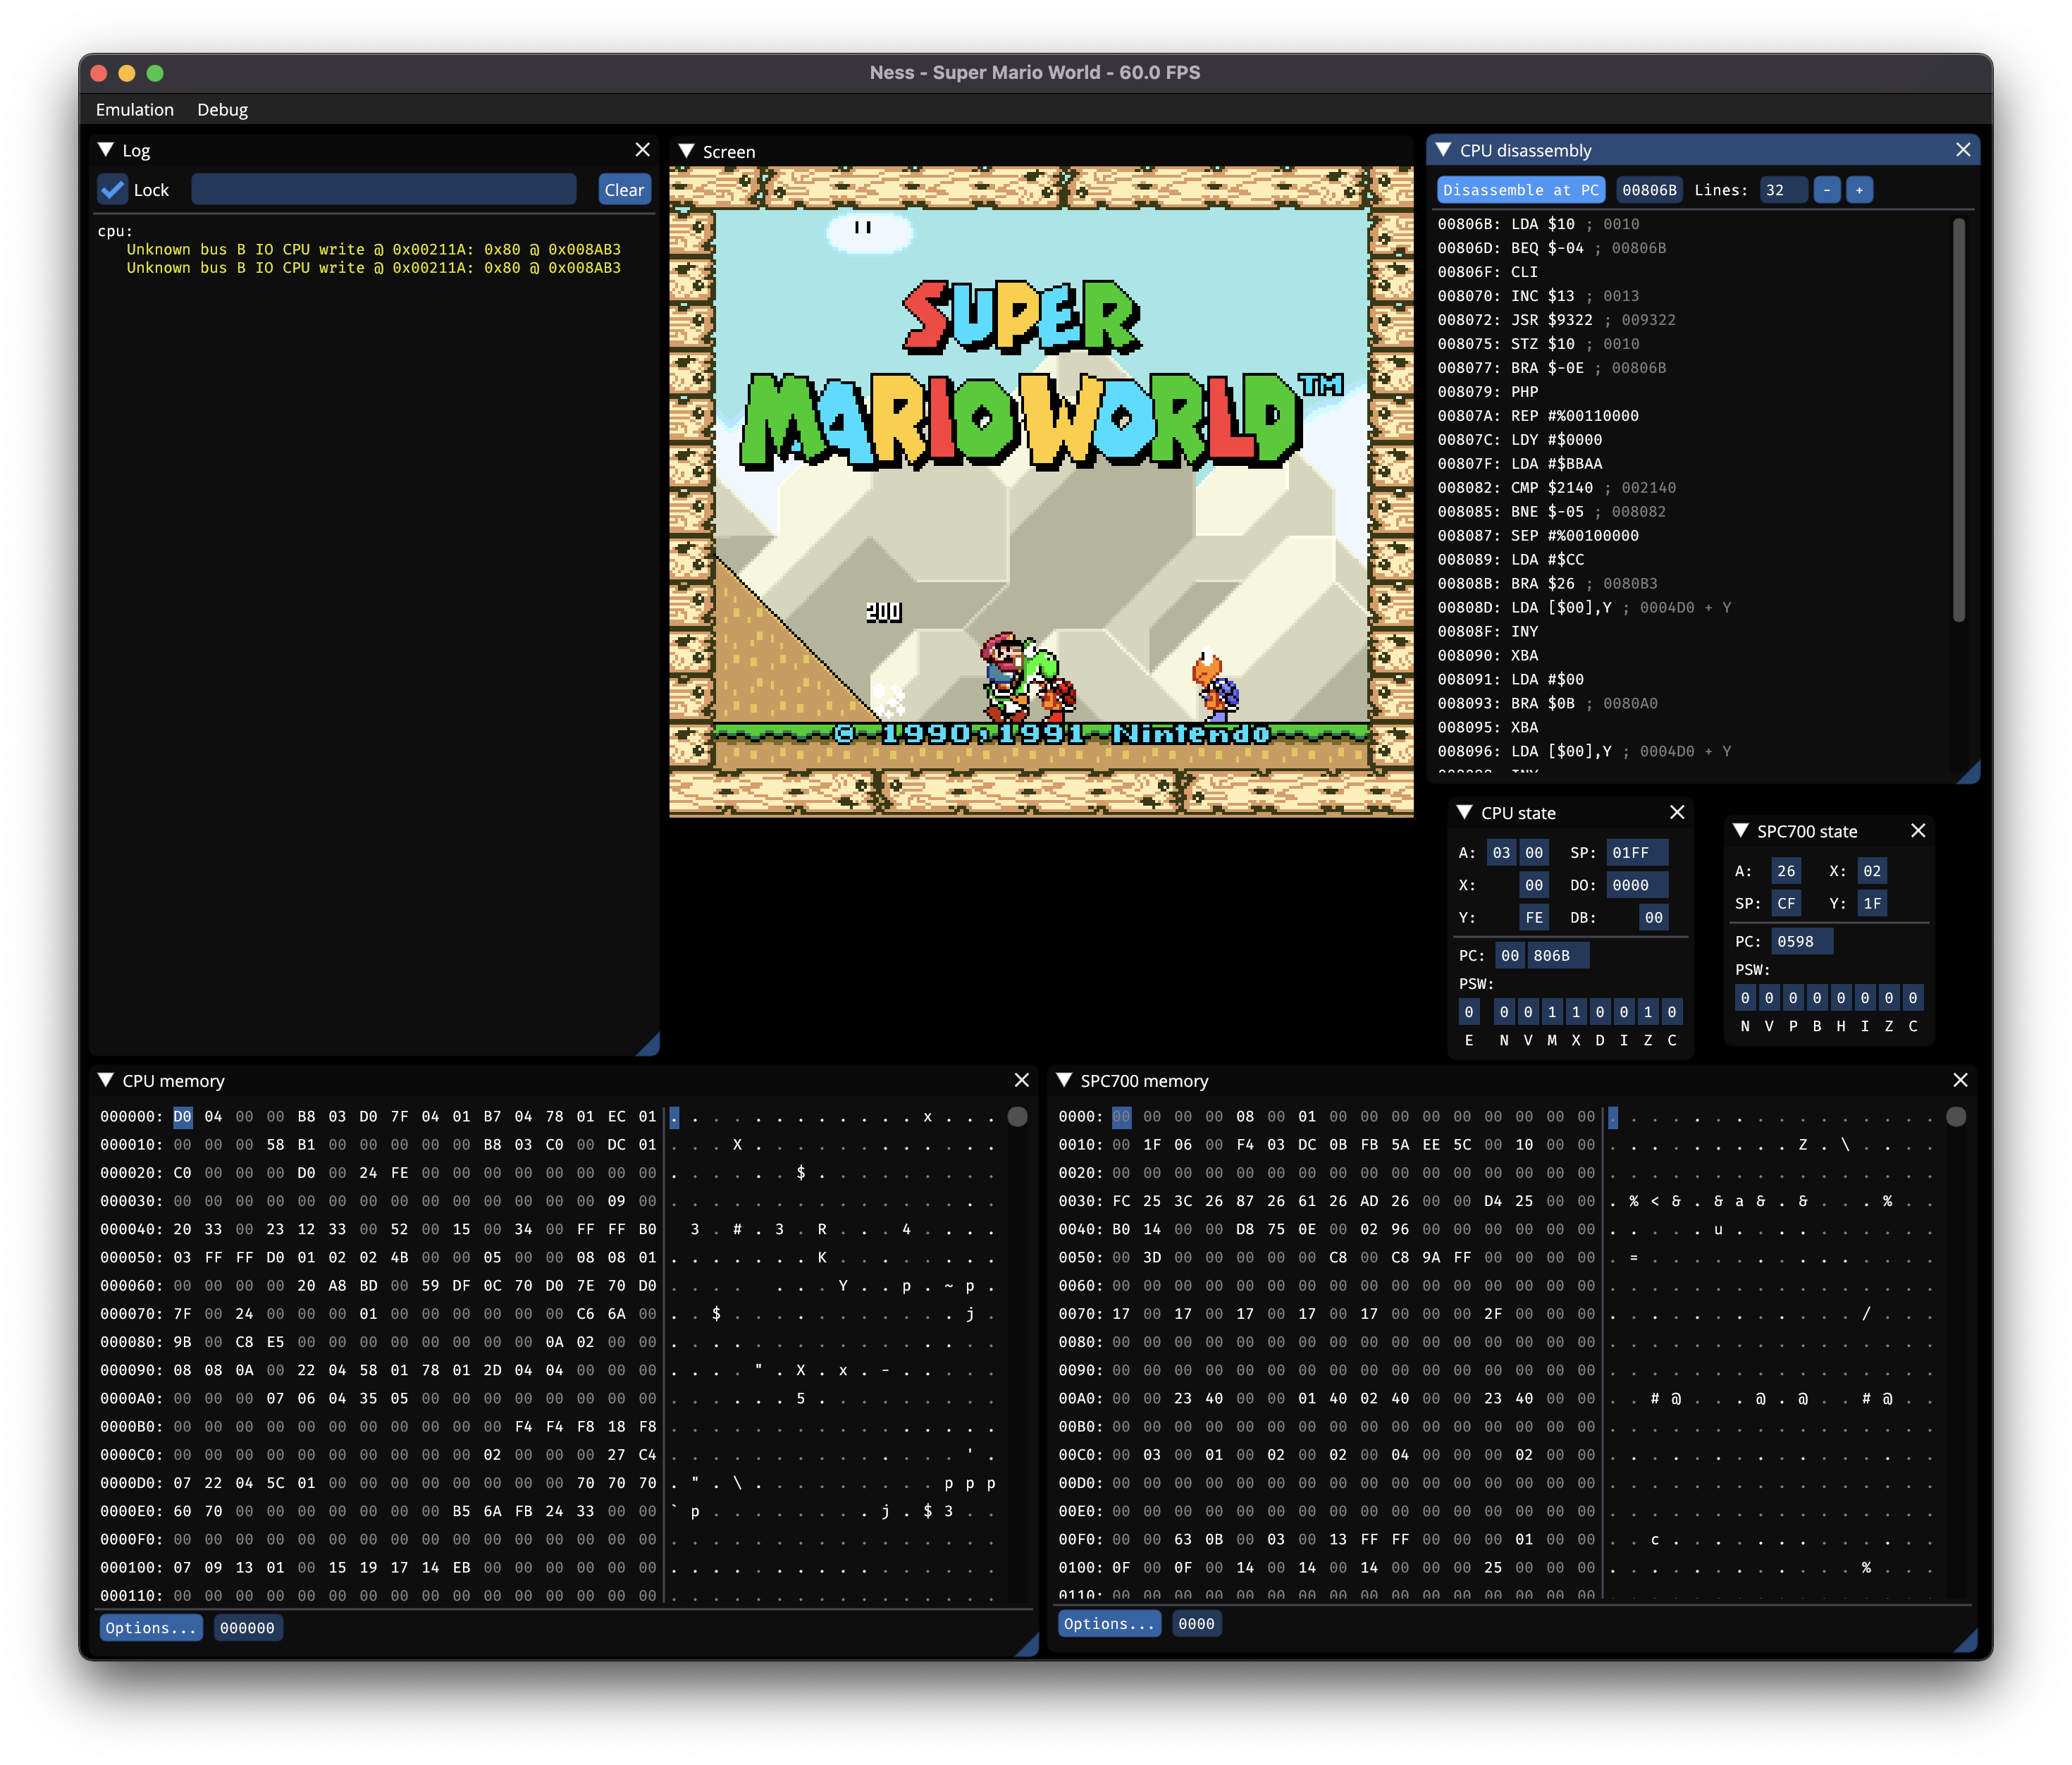 Ness - Super Mario World - 60.0 FPS
Emulation Debug
Log
Lock Clear
cpu:
Unknown bus B IO CPU write @ 0x00211A: 0x80 @ 0x008AB3
Unknown bus B IO CPU write @ 0x00211A: 0x80 @ 0x008AB3
Screen
SUPER
MARIO WORLD TM
200
© 1990,1991 Nintendo
CPU disassembly
Disassemble at PC 00806B Lines: 32 - +
00806B: LDA $10 ; 0010
00806D: BEQ $-04 ; 00806B
00806F: CLI
008070: INC $13 ; 0013
008072: JSR $9322 ; 009322
008075: STZ $10 ; 0010
008077: BRA $-0E ; 00806B
008079: PHP
00807A: REP #%00110000
00807C: LDY #$0000
00807F: LDA #$BBAA
008082: CMP $2140 ; 002140
008085: BNE $-05 ; 008082
008087: SEP #%00100000
008089: LDA #$CC
00808B: BRA $26 ; 0080B3
00808D: LDA [$00],Y ; 0004D0 + Y
00808F: INY
008090: XBA
008091: LDA #$00
008093: BRA $0B ; 0080A0
008095: XBA
008096: LDA [$00],Y ; 0004D0 + Y
CPU state
A: 03 00 SP: 01FF
X: 00 DO: 0000
Y: FE DB: 00
PC: 00 806B
PSW:
0 0 0 1 1 0 0 1 0
E N V M X D I Z C
SPC700 state
A: 26 X: 02
SP: CF Y: 1F
PC: 0598
PSW:
0 0 0 0 0 0 0 0
N V P B H I Z C
CPU memory
000000: D0 04 00 00 B8 03 D0 7F 04 01 B7 04 78 01 EC 01 . . . . . . . . . . . . x . . .
000010: 00 00 00 58 B1 00 00 00 00 00 B8 03 C0 00 DC 01 . . . X . . . . . . . . . . . .
000020: C0 00 00 00 D0 00 24 FE 00 00 00 00 00 00 00 00 . . . . . . $ . . . . . . . . .
000030: 00 00 00 00 00 00 00 00 00 00 00 00 00 00 09 00 . . . . . . . . . . . . . . . .
000040: 20 33 00 23 12 33 00 52 00 15 00 34 00 FF FF B0 3 . # . 3 . R . . . 4 . . . .
000050: 03 FF FF D0 01 02 02 4B 00 00 05 00 00 08 08 01 . . . . . . . K . . . . . . . .
000060: 00 00 00 00 20 A8 BD 00 59 DF 0C 70 D0 7E 70 D0 . . . . . . . Y . . p . ~ p .
000070: 7F 00 24 00 00 00 01 00 00 00 00 00 00 C6 6A 00 . . $ . . . . . . . . . . . j .
000080: 9B 00 C8 E5 00 00 00 00 00 00 00 00 0A 02 00 00 . . . . . . . . . . . . . . . .
000090: 08 08 0A 00 22 04 58 01 78 01 2D 04 04 00 00 00 . . . . " . X . x . - . . . . .
0000A0: 00 00 00 07 06 04 35 05 00 00 00 00 00 00 00 00 . . . . . . 5 . . . . . . . . .
0000B0: 00 00 00 00 00 00 00 00 00 00 00 F4 F4 F8 18 F8 . . . . . . . . . . . . . . . .
0000C0: 00 00 00 00 00 00 00 00 00 00 02 00 00 00 27 C4 . . . . . . . . . . . . . . ' .
0000D0: 07 22 04 5C 01 00 00 00 00 00 00 00 00 70 70 70 . " . \ . . . . . . . . . p p p
0000E0: 60 70 00 00 00 00 00 00 00 B5 6A FB 24 33 00 00 ` p . . . . . . . . j . $ 3 . .
0000F0: 00 00 00 00 00 00 00 00 00 00 00 00 00 00 00 00 . . . . . . . . . . . . . . . .
000100: 07 09 13 01 00 15 19 17 14 EB 00 00 00 00 00 00 . . . . . . . . . . . . . . . .
000110: 00 00 00 00 00 00 00 00 00 00 00 00 00 00 00 00 . . . . . . . . . . . . . . . .
Options... 000000
SPC700 memory
0000: 00 00 00 00 08 00 01 00 00 00 00 00 00 00 00 00 . . . . . . . . . . . . . . . .
0010: 00 1F 06 00 F4 03 DC 0B FB 5A EE 5C 00 10 00 00 . . . . . . . . . Z . \ . . . .
0020: 00 00 00 00 00 00 00 00 00 00 00 00 00 00 00 00 . . . . . . . . . . . . . . . .
0030: FC 25 3C 26 87 26 61 26 AD 26 00 00 D4 25 00 00 . % < & . & a & . & . . . % . .
0040: B0 14 00 00 D8 75 0E 00 02 96 00 00 00 00 00 00 . . . . . u . . . . . . . . . .
0050: 00 3D 00 00 00 00 00 C8 00 C8 9A FF 00 00 00 00 . = . . . . . . . . . . . . . .
0060: 00 00 00 00 00 00 00 00 00 00 00 00 00 00 00 00 . . . . . . . . . . . . . . . .
0070: 17 00 17 00 17 00 17 00 17 00 00 00 2F 00 00 00 . . . . . . . . . . . . / . . .
0080: 00 00 00 00 00 00 00 00 00 00 00 00 00 00 00 00 . . . . . . . . . . . . . . . .
0090: 00 00 00 00 00 00 00 00 00 00 00 00 00 00 00 00 . . . . . . . . . . . . . . . .
00A0: 00 00 23 40 00 00 01 40 02 40 00 00 23 40 00 00 . . # @ . . . @ . @ . . # @ . .
00B0: 00 00 00 00 00 00 00 00 00 00 00 00 00 00 00 00 . . . . . . . . . . . . . . . .
00C0: 00 03 00 01 00 02 00 02 00 04 00 00 00 02 00 00 . . . . . . . . . . . . . . . .
00D0: 00 00 00 00 00 00 00 00 00 00 00 00 00 00 00 00 . . . . . . . . . . . . . . . .
00E0: 00 00 00 00 00 00 00 00 00 00 00 00 00 00 00 00 . . . . . . . . . . . . . . . .
00F0: 00 00 63 0B 00 03 00 13 FF FF 00 00 00 01 00 00 . . c . . . . . . . . . . . . .
0100: 0F 00 0F 00 14 00 14 00 14 00 00 00 25 00 00 00 . . . . . . . . . . . . % . . .
0110: 00 00 00 00 00 00 00 00 00 00 00 00 00 00 00 00 . . . . . . . . . . . . . . . .
Options... 0000